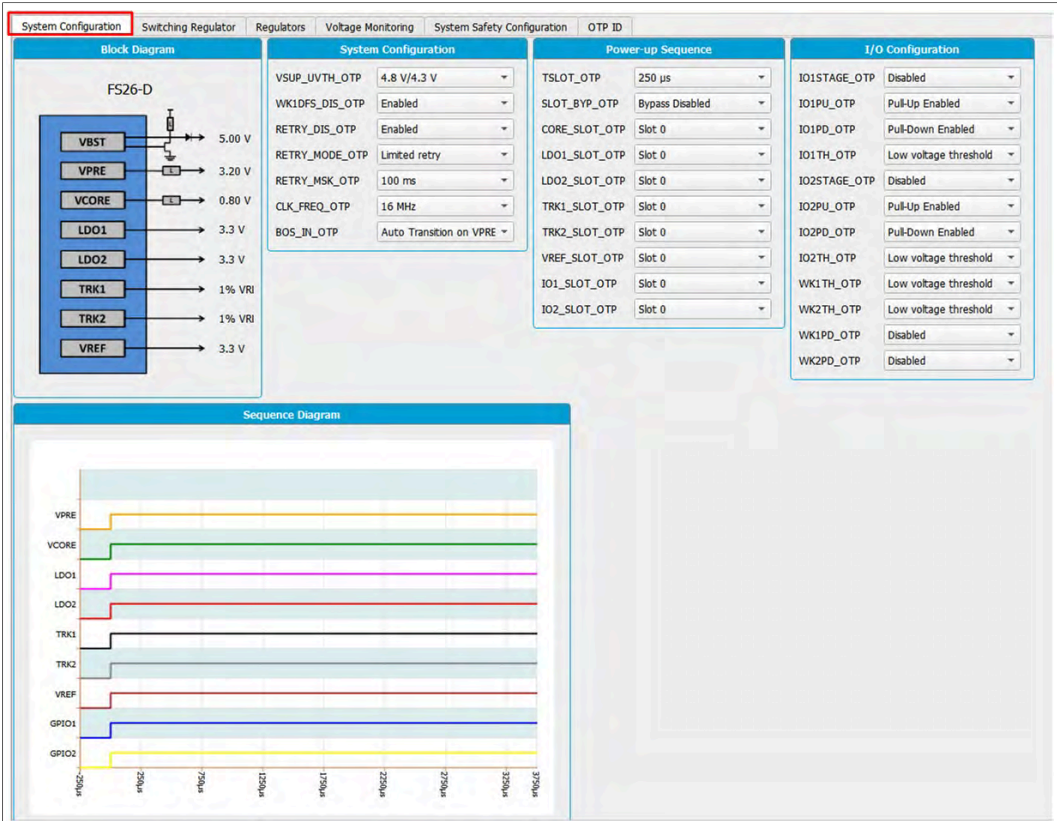 System Configuration Switching Regulator Regulators Voltage Monitoring System Safety Configuration OTP ID
Block Diagram
FS26-D
VBST 5.00 V
VPRE L 3.20 V
VCORE L 0.80 V
LDO1 3.3 V
LDO2 3.3 V
TRK1 1% VRI
TRK2 1% VRI
VREF 3.3 V
System Configuration
VSUP_UVTH_OTP 4.8 V/4.3 V
WK1DFS_DIS_OTP Enabled
RETRY_DIS_OTP Enabled
RETRY_MODE_OTP Limited retry
RETRY_MSK_OTP 100 ms
CLK_FREQ_OTP 16 MHz
BOS_IN_OTP Auto Transition on VPRE
Power-up Sequence
TSLOT_OTP 250 µs
SLOT_BYP_OTP Bypass Disabled
CORE_SLOT_OTP Slot 0
LDO1_SLOT_OTP Slot 0
LDO2_SLOT_OTP Slot 0
TRK1_SLOT_OTP Slot 0
TRK2_SLOT_OTP Slot 0
VREF_SLOT_OTP Slot 0
IO1_SLOT_OTP Slot 0
IO2_SLOT_OTP Slot 0
I/O Configuration
IO1STAGE_OTP Disabled
IO1PU_OTP Pull-Up Enabled
IO1PD_OTP Pull-Down Enabled
IO1TH_OTP Low voltage threshold
IO2STAGE_OTP Disabled
IO2PU_OTP Pull-Up Enabled
IO2PD_OTP Pull-Down Enabled
IO2TH_OTP Low voltage threshold
WK1TH_OTP Low voltage threshold
WK2TH_OTP Low voltage threshold
WK1PD_OTP Disabled
WK2PD_OTP Disabled
Sequence Diagram
VPRE
VCORE
LDO1
LDO2
TRK1
TRK2
VREF
GPIO1
GPIO2
-250µs 250µs 750µs 1250µs 1750µs 2250µs 2750µs 3250µs 3750µs